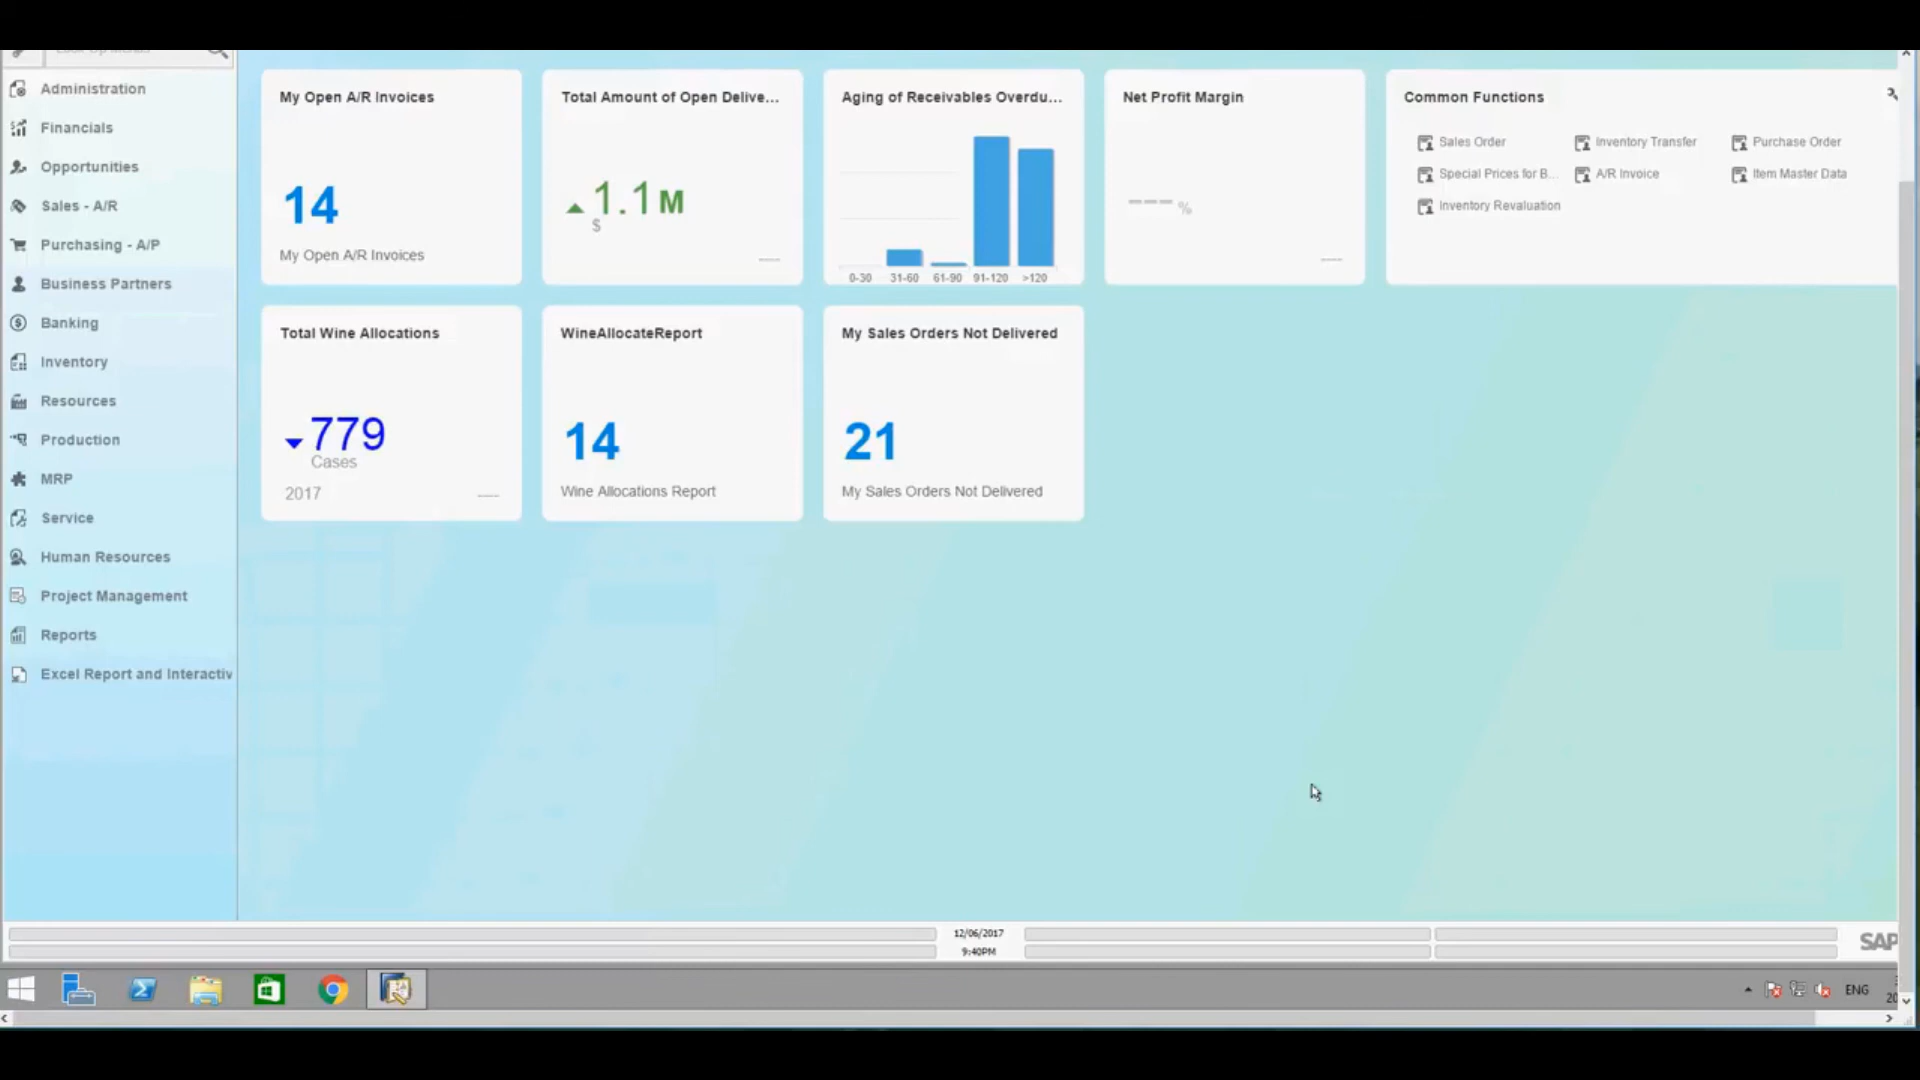 Administration
Financials
Opportunities
Sales - A/R
Purchasing - A/P
Business Partners
Banking
Inventory
Resources
Production
MRP
Service
Human Resources
Project Management
Reports
Excel Report and Interactiv
My Open A/R Invoices
14
My Open A/R Invoices
Total Amount of Open Delive...
1.1 M
$
Aging of Receivables Overdu...
0-30 31-60 61-90 91-120 >120
Net Profit Margin
--- %
Common Functions
Sales Order Inventory Transfer Purchase Order
Special Prices for B... A/R Invoice Item Master Data
Inventory Revaluation
Total Wine Allocations
779
Cases
2017
WineAllocateReport
14
Wine Allocations Report
My Sales Orders Not Delivered
21
My Sales Orders Not Delivered
12/06/2017
9:40PM
SAP
ENG
20